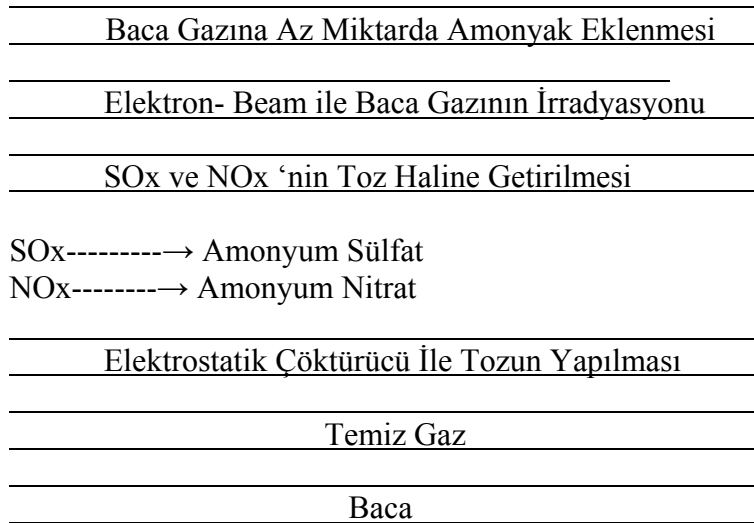 Baca Gazına Az Miktarda Amonyak Eklenmesi
Elektron- Beam ile Baca Gazının İrradyasyonu
SOx ve NOx ‘nin Toz Haline Getirilmesi
SOx---------→ Amonyum Sülfat
NOx--------→ Amonyum Nitrat
Elektrostatik Çöktürücü İle Tozun Yapılması
Temiz Gaz
Baca